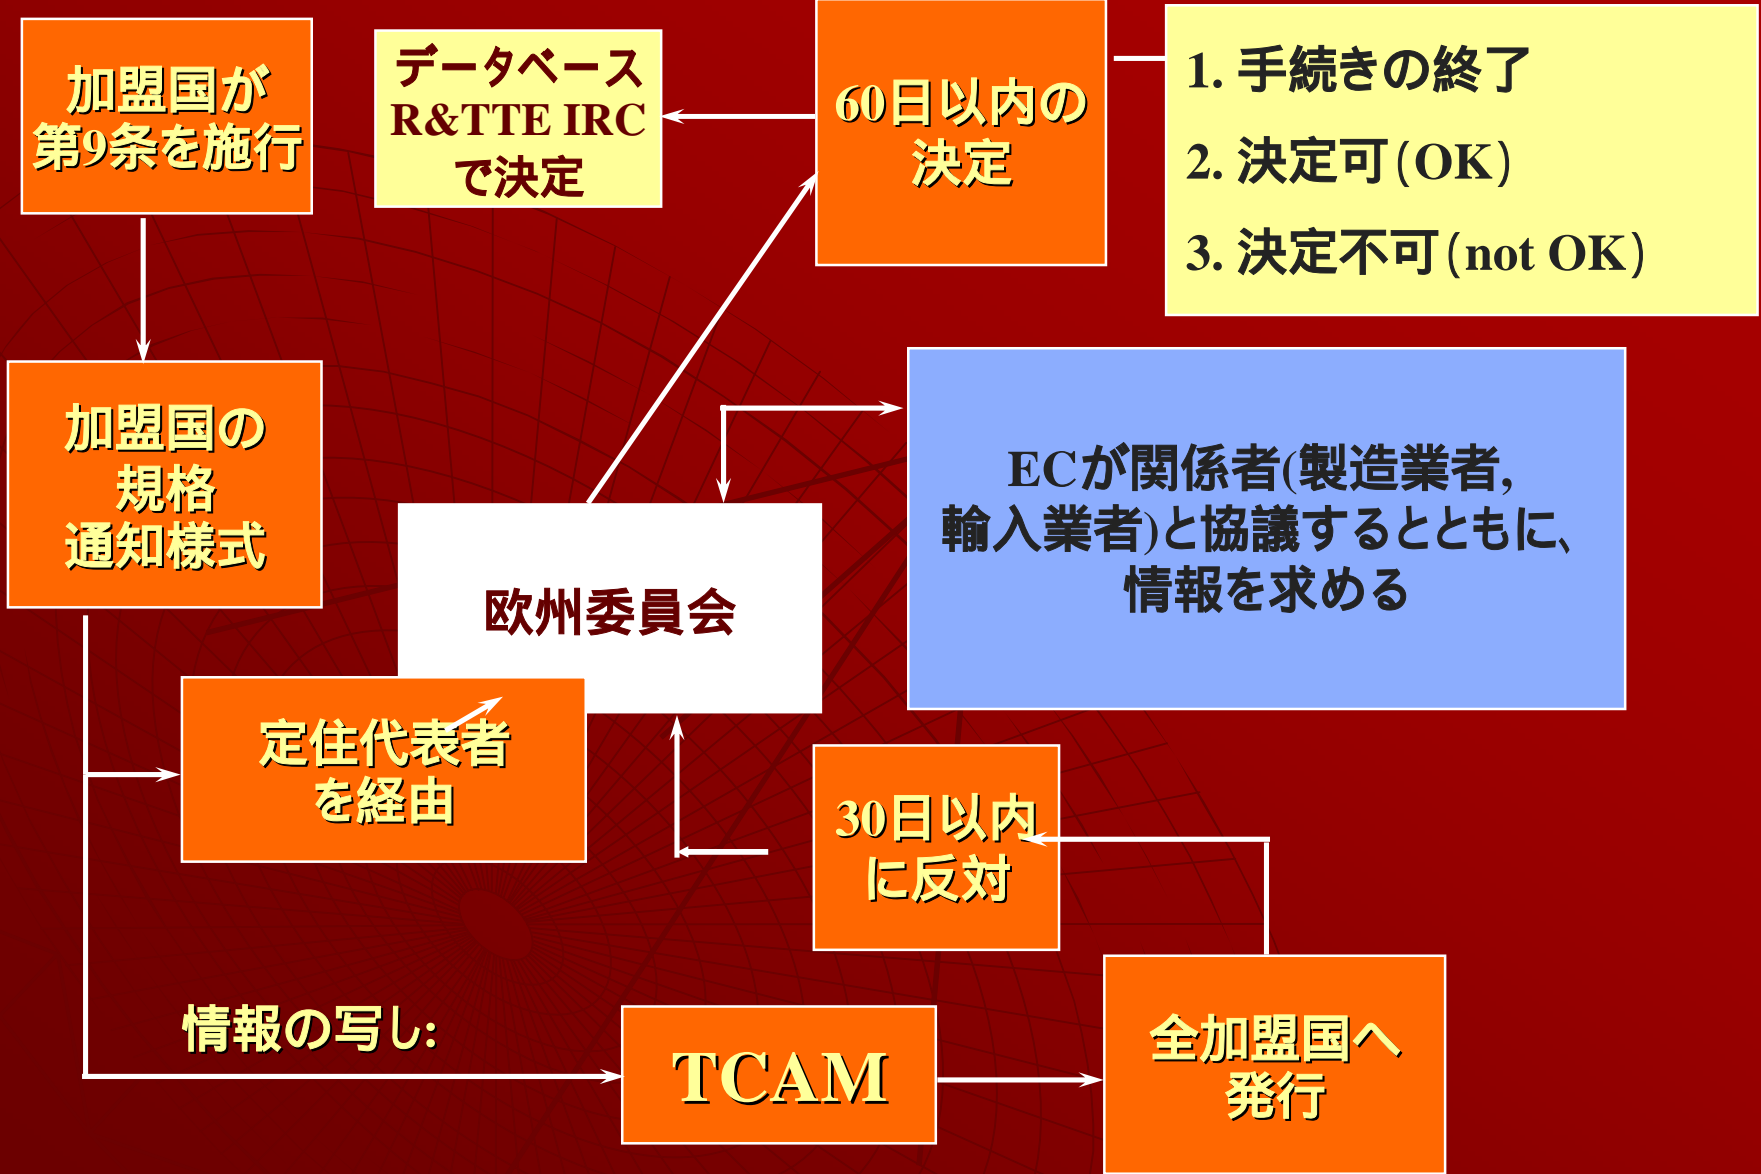 加盟国が
第9条を施行
データベース
R&TTE IRC
で決定
60日以内の
決定
1. 手続きの終了
2. 決定可(OK)
3. 決定不可(not OK)
加盟国の
規格
通知様式
ECが関係者(製造業者,
輸入業者)と協議するとともに、
情報を求める
欧州委員会
定住代表者
を経由
30日以内
に反対
情報の写し:
TCAM
全加盟国へ
発行